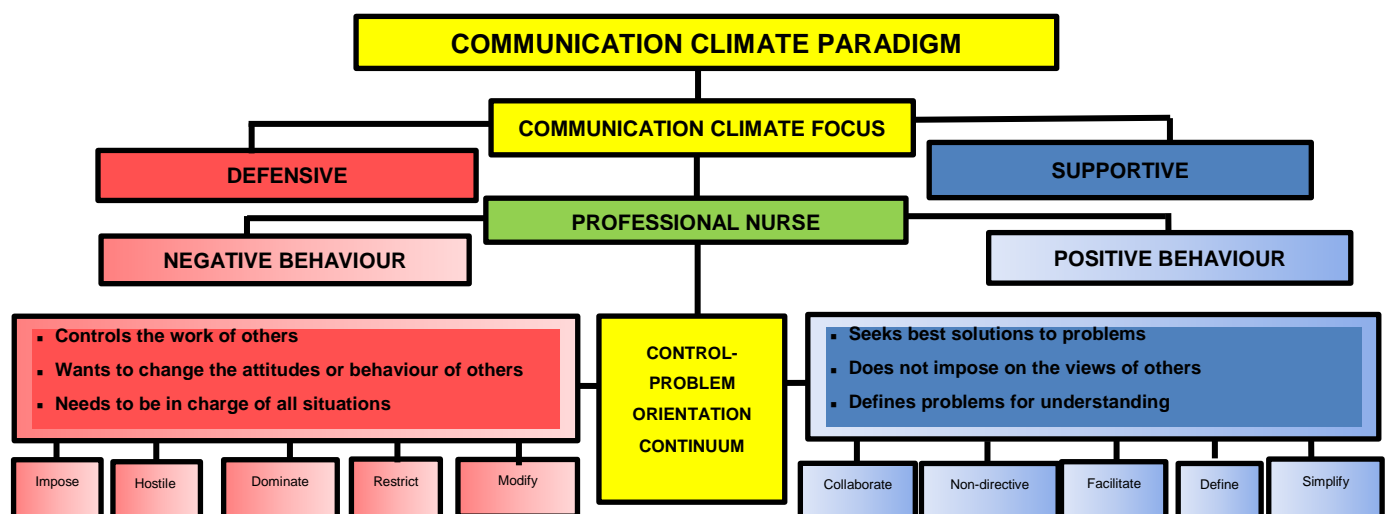 COMMUNICATION CLIMATE PARADIGM
COMMUNICATION CLIMATE FOCUS
DEFENSIVE
SUPPORTIVE
PROFESSIONAL NURSE
NEGATIVE BEHAVIOUR
POSITIVE BEHAVIOUR
▪ Controls the work of others
▪ Wants to change the attitudes or behaviour of others
▪ Needs to be in charge of all situations
CONTROL-
PROBLEM
ORIENTATION
CONTINUUM
▪ Seeks best solutions to problems
▪ Does not impose on the views of others
▪ Defines problems for understanding
Impose
Hostile
Dominate
Restrict
Modify
Collaborate
Non-directive
Facilitate
Define
Simplify